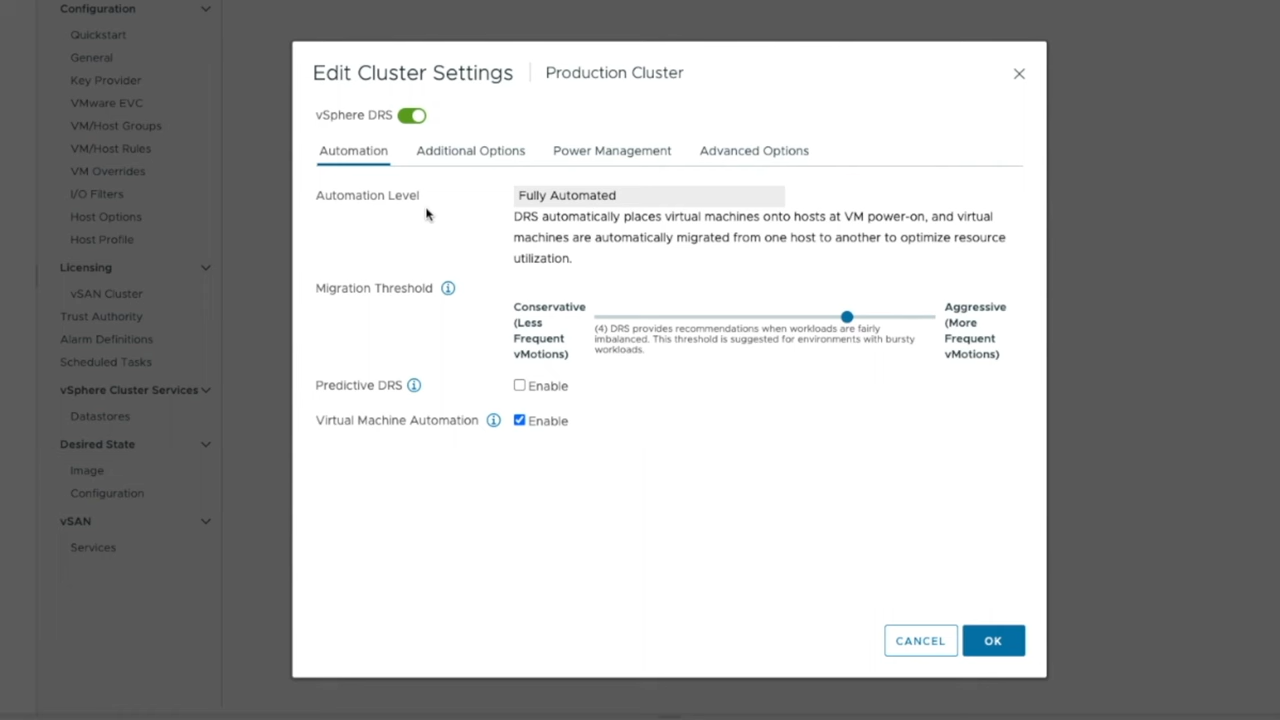 Configuration
Quickstart
General
Key Provider
VMware EVC
VM/Host Groups
VM/Host Rules
VM Overrides
I/O Filters
Host Options
Host Profile
Licensing
vSAN Cluster
Trust Authority
Alarm Definitions
Scheduled Tasks
vSphere Cluster Services
Datastores
Desired State
Image
Configuration
vSAN
Services
Edit Cluster Settings | Production Cluster
vSphere DRS
Automation Additional Options Power Management Advanced Options
Automation Level Fully Automated
DRS automatically places virtual machines onto hosts at VM power-on, and virtual
machines are automatically migrated from one host to another to optimize resource
utilization.
Migration Threshold
Conservative
(Less
Frequent
vMotions)
(4) DRS provides recommendations when workloads are fairly
imbalanced. This threshold is suggested for environments with bursty
workloads.
Aggressive
(More
Frequent
vMotions)
Predictive DRS Enable
Virtual Machine Automation Enable
CANCEL OK